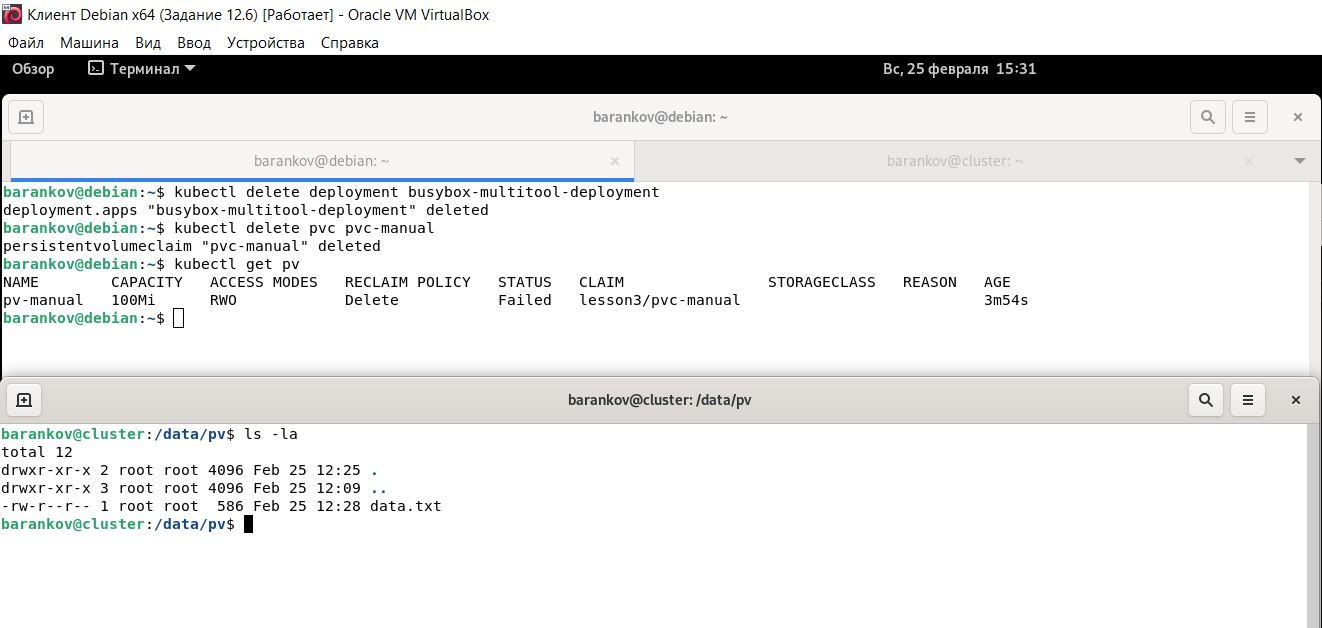 Клиент Debian x64 (Задание 12.6) [Работает] - Oracle VM VirtualBox
Файл Машина Вид Ввод Устройства Справка
Обзор Терминал Вс, 25 февраля 15:31
barankov@debian: ~
barankov@debian: ~ barankov@cluster: ~
barankov@debian:~$ kubectl delete deployment busybox-multitool-deployment
deployment.apps "busybox-multitool-deployment" deleted
barankov@debian:~$ kubectl delete pvc pvc-manual
persistentvolumeclaim "pvc-manual" deleted
barankov@debian:~$ kubectl get pv
NAME CAPACITY ACCESS MODES RECLAIM POLICY STATUS CLAIM STORAGECLASS REASON AGE
pv-manual 100Mi RWO Delete Failed lesson3/pvc-manual 3m54s
barankov@debian:~$
barankov@cluster: /data/pv
barankov@cluster:/data/pv$ ls -la
total 12
drwxr-xr-x 2 root root 4096 Feb 25 12:25 .
drwxr-xr-x 3 root root 4096 Feb 25 12:09 ..
-rw-r--r-- 1 root root 586 Feb 25 12:28 data.txt
barankov@cluster:/data/pv$